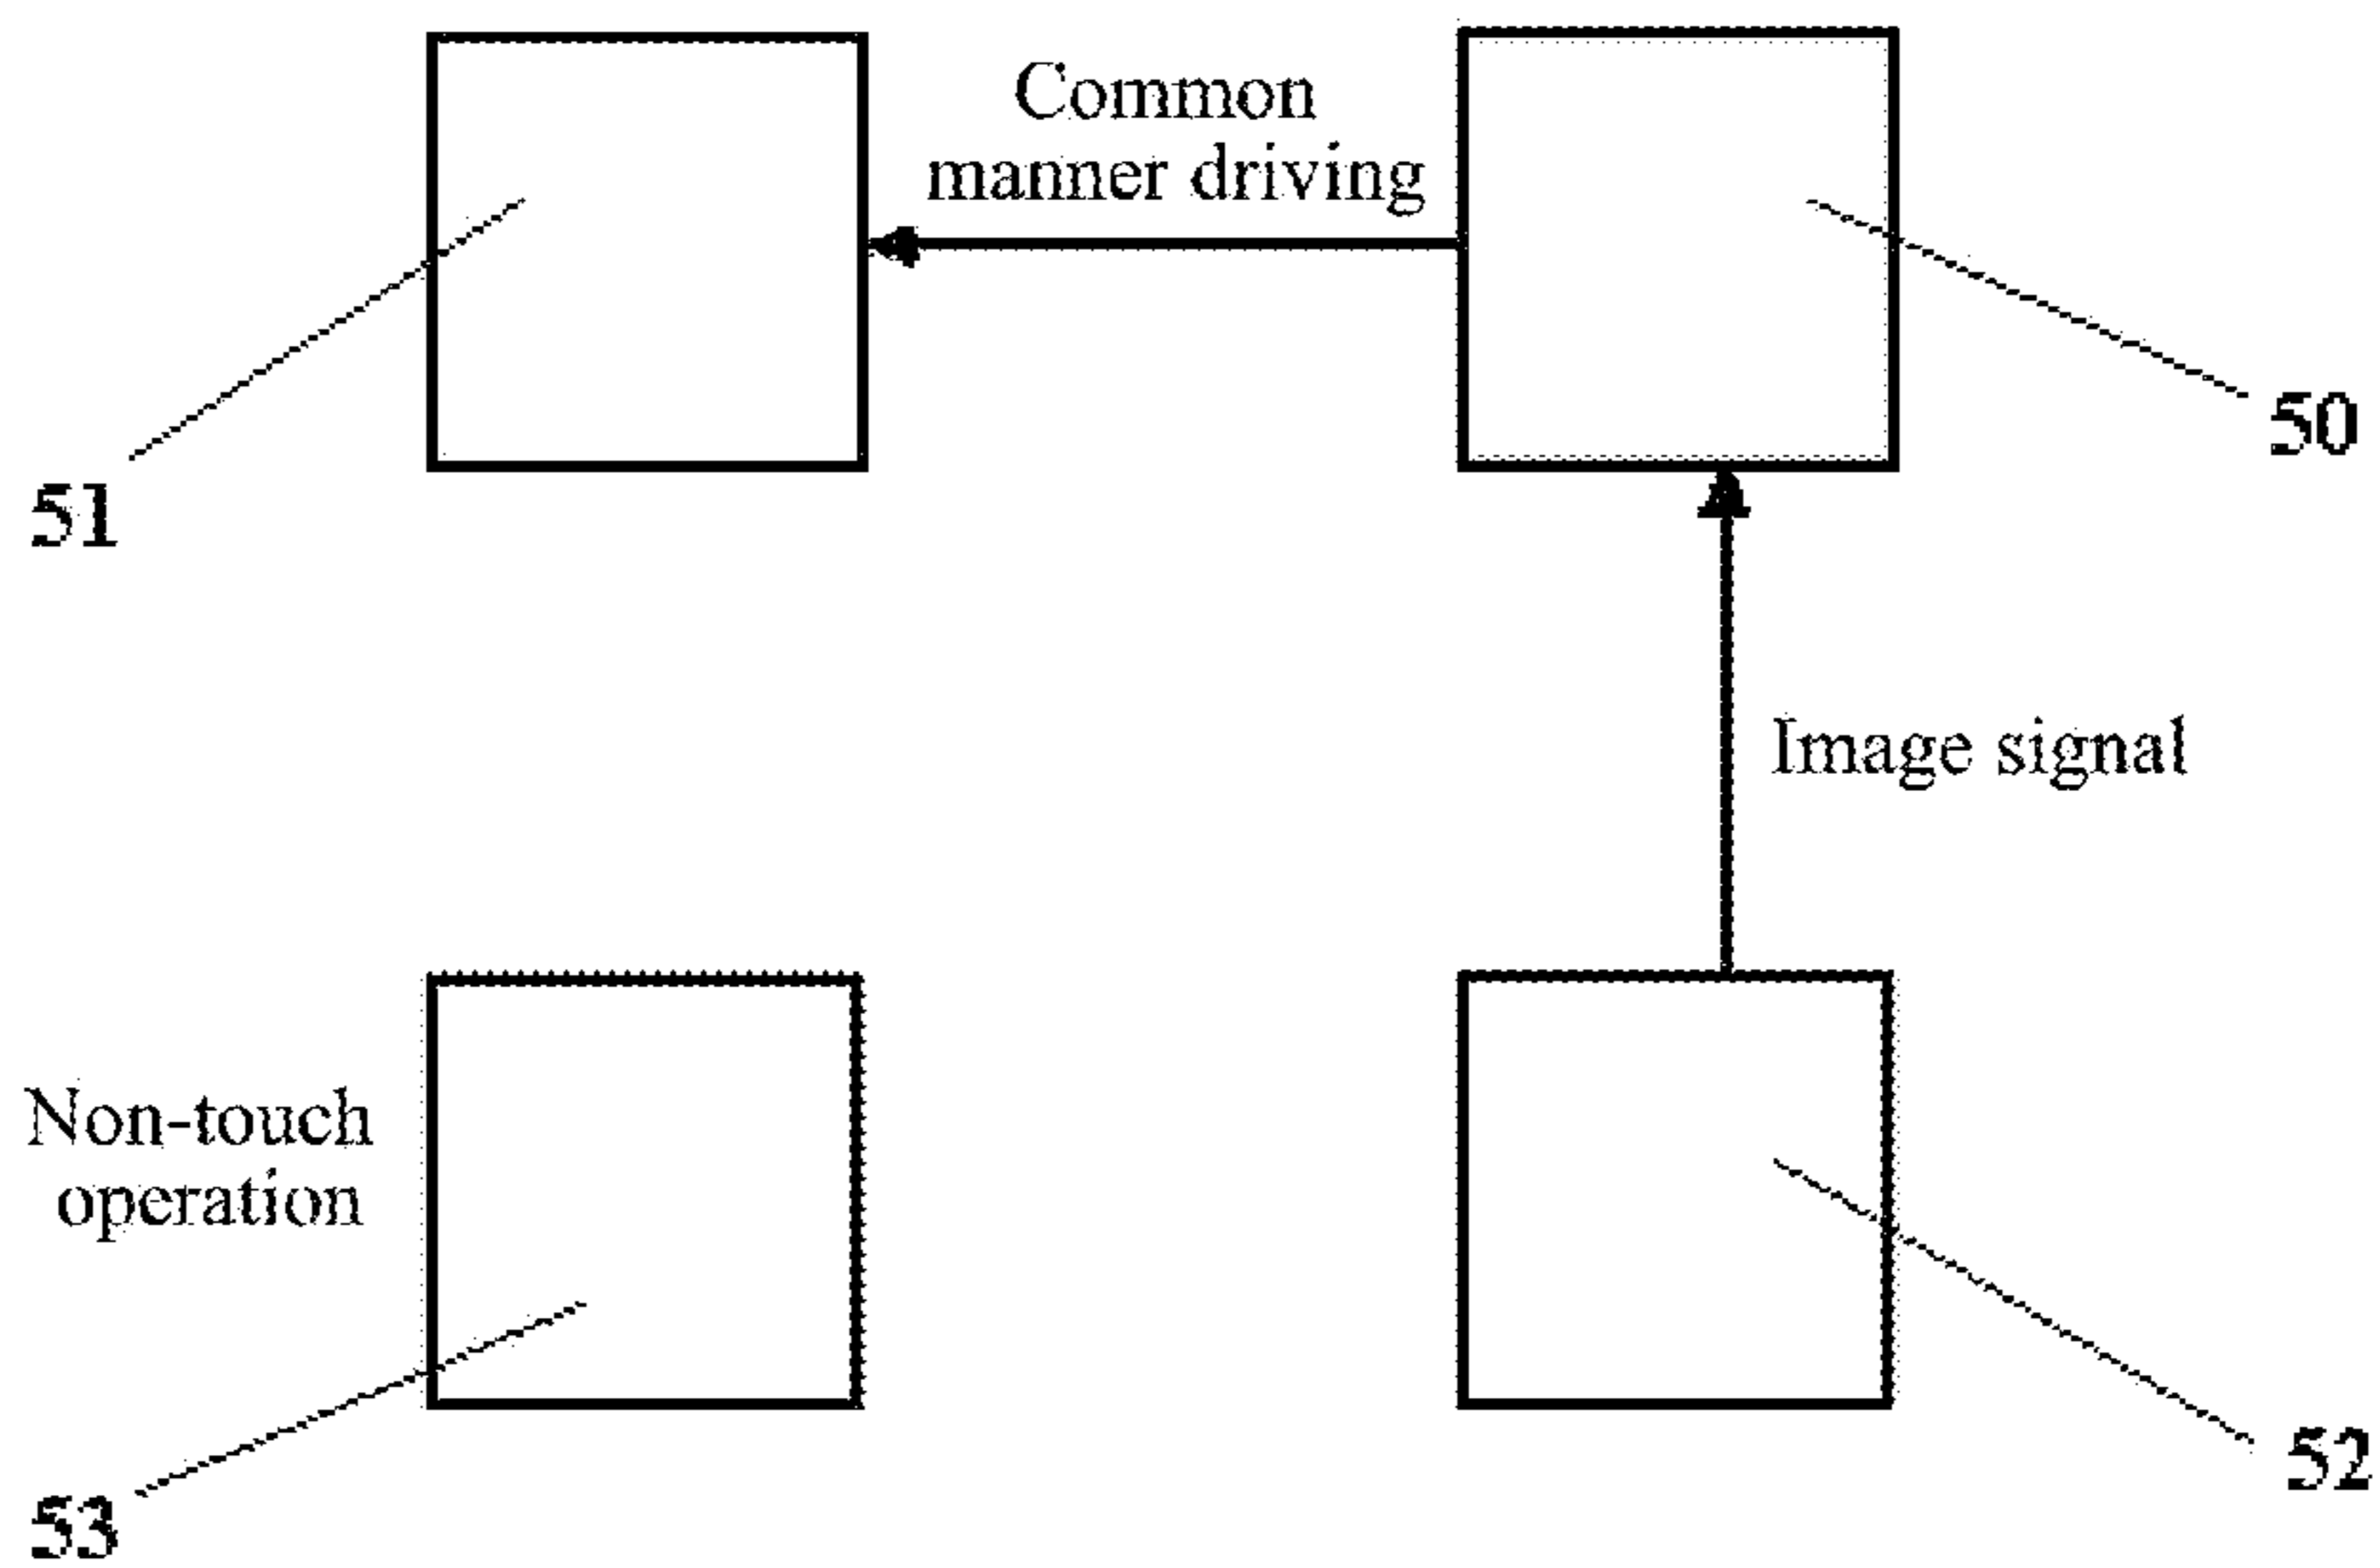 Common
manner driving
50
51
Image signal
Non-touch
operation
52
53